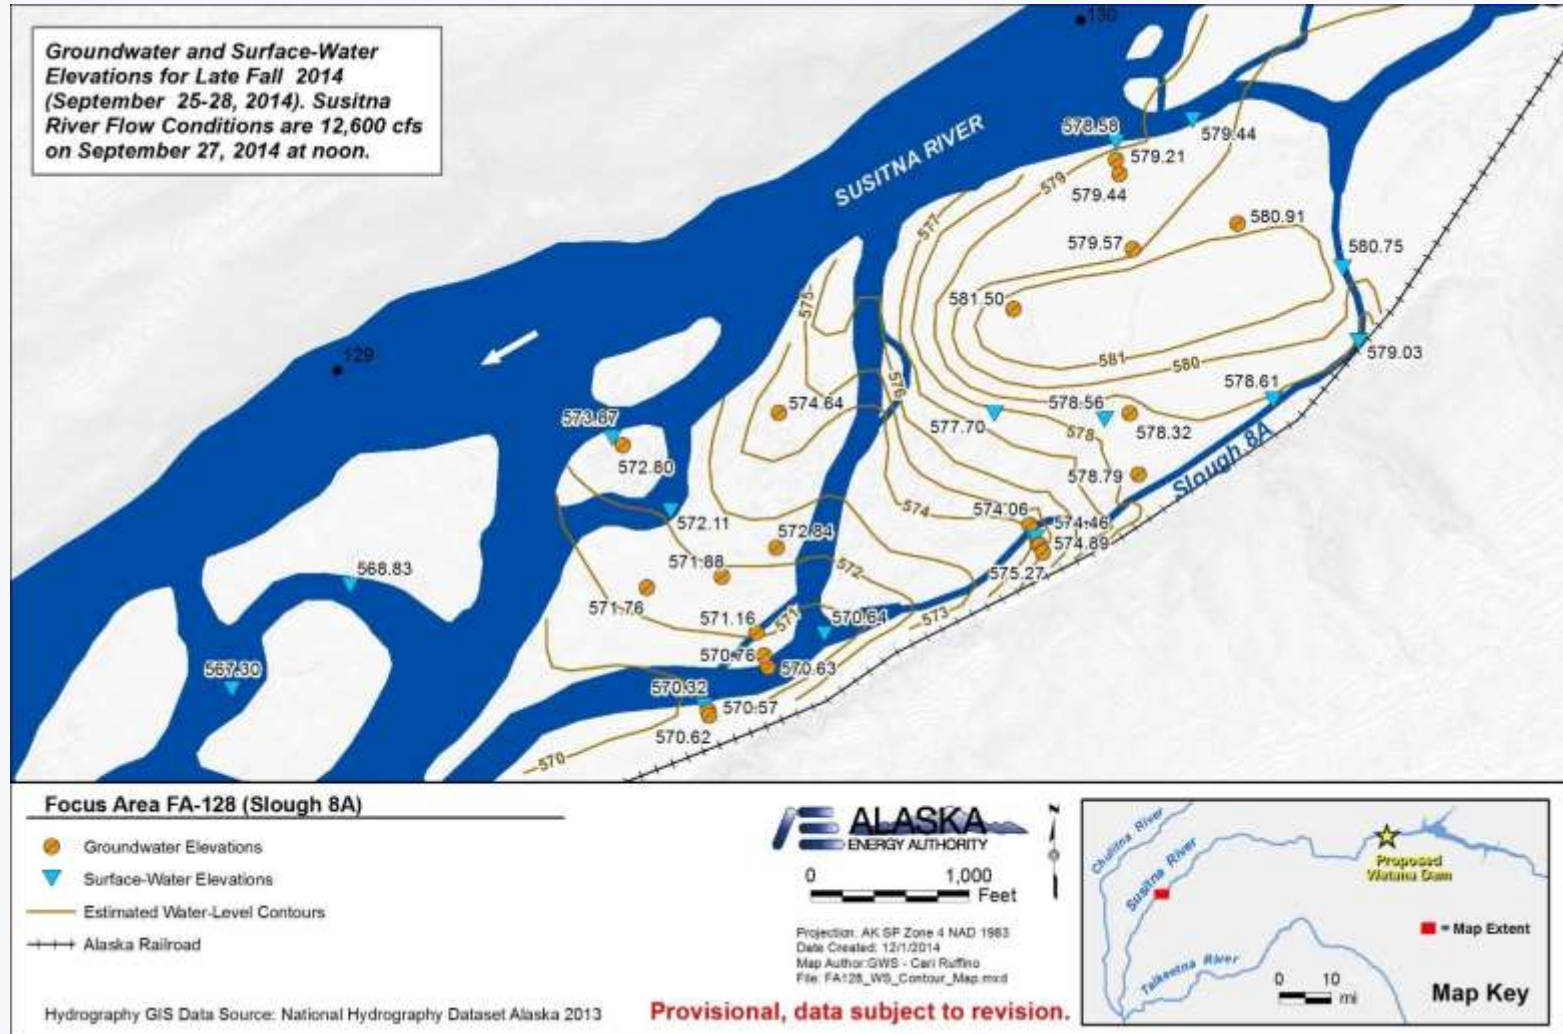 Groundwater and Surface-Water
Elevations for Late Fall 2014
(September 25-28, 2014). Susitna
River Flow Conditions are 12,600 cfs
on September 27, 2014 at noon.
130
578.58
579.44
579.21
579
579.44
SUSITNA RIVER
577
580.91
579.57
580.75
581.50
575
129
581
580
579.03
576
578.61
574.64
578.56
573.67
577.70
578
578.32
572.80
578.79
Slough 8A
574
574.06
574.46
572.11
572.84
574.89
571.88
572
575.27
568.83
571.76
571.16
571
570.64
573
570.76
570.63
567.30
570.32
570.57
570.62
570
Focus Area FA-128 (Slough 8A)
Groundwater Elevations
Surface-Water Elevations
Estimated Water-Level Contours
Alaska Railroad
Hydrography GIS Data Source: National Hydrography Dataset Alaska 2013
ALASKA
ENERGY AUTHORITY
N
0 1,000
Feet
Projection: AK SP Zone 4 NAD 1983
Date Created: 12/1/2014
Map Author:GWS - Cari Ruffino
File: FA128_WS_Contour_Map.mxd
Provisional, data subject to revision.
Chulitna River
Susitna River
Proposed
Watana Dam
= Map Extent
Talkeetna River
0 10
mi
Map Key